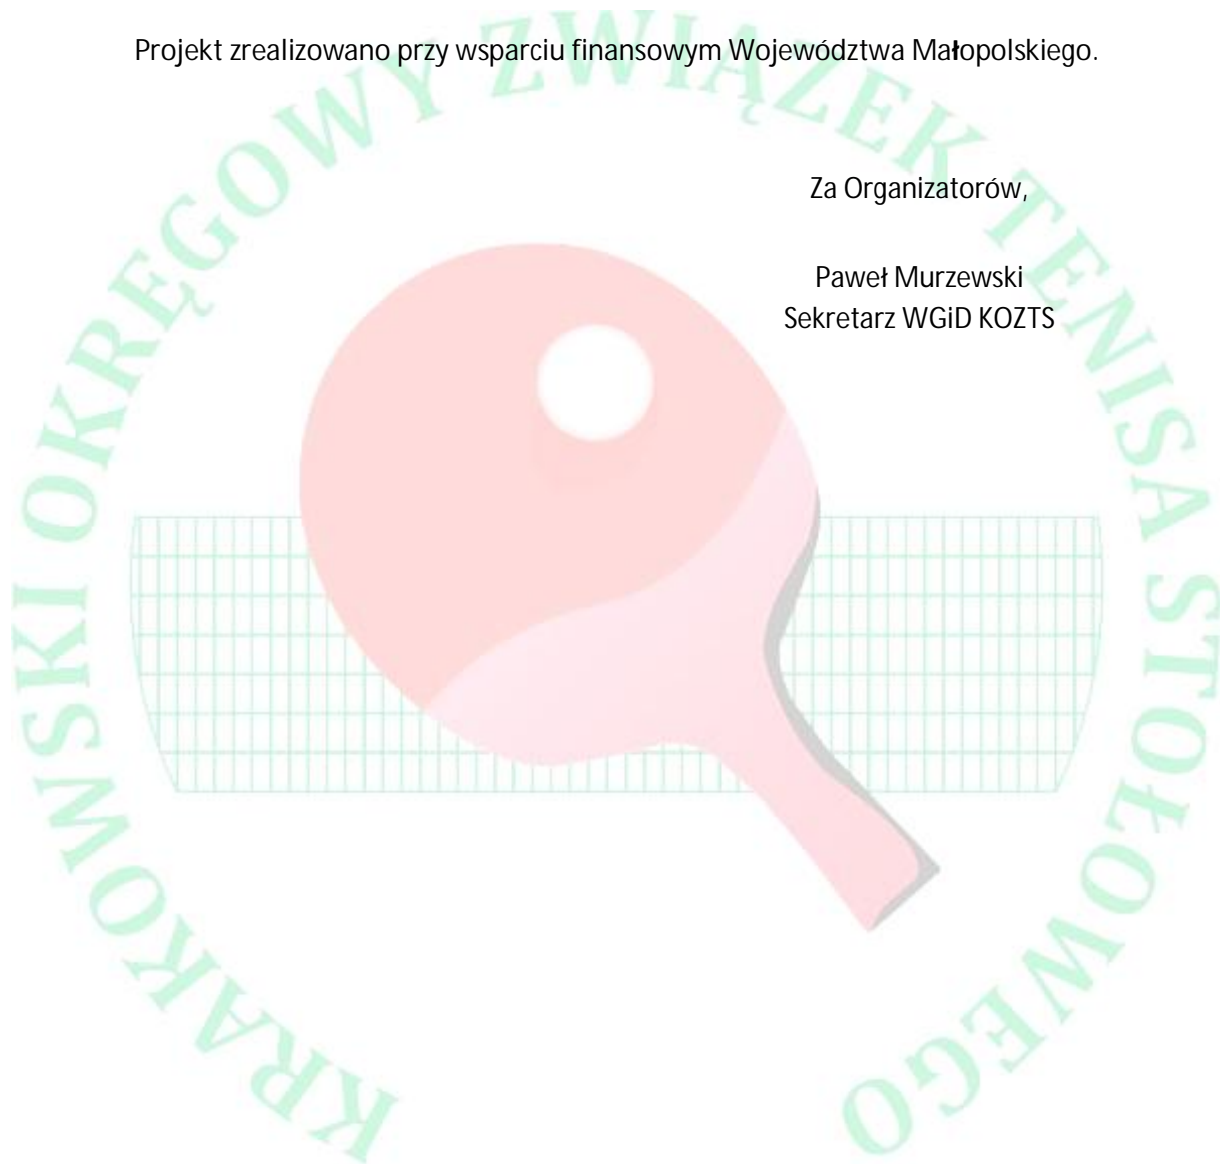 Projekt zrealizowano przy wsparciu finansowym Województwa Małopolskiego.
Za Organizatorów,
Paweł Murzewski
Sekretarz WGiD KOZTS
KRAKOWSKI OKRĘGOWY ZWIĄZEK TENISA STOŁOWEGO